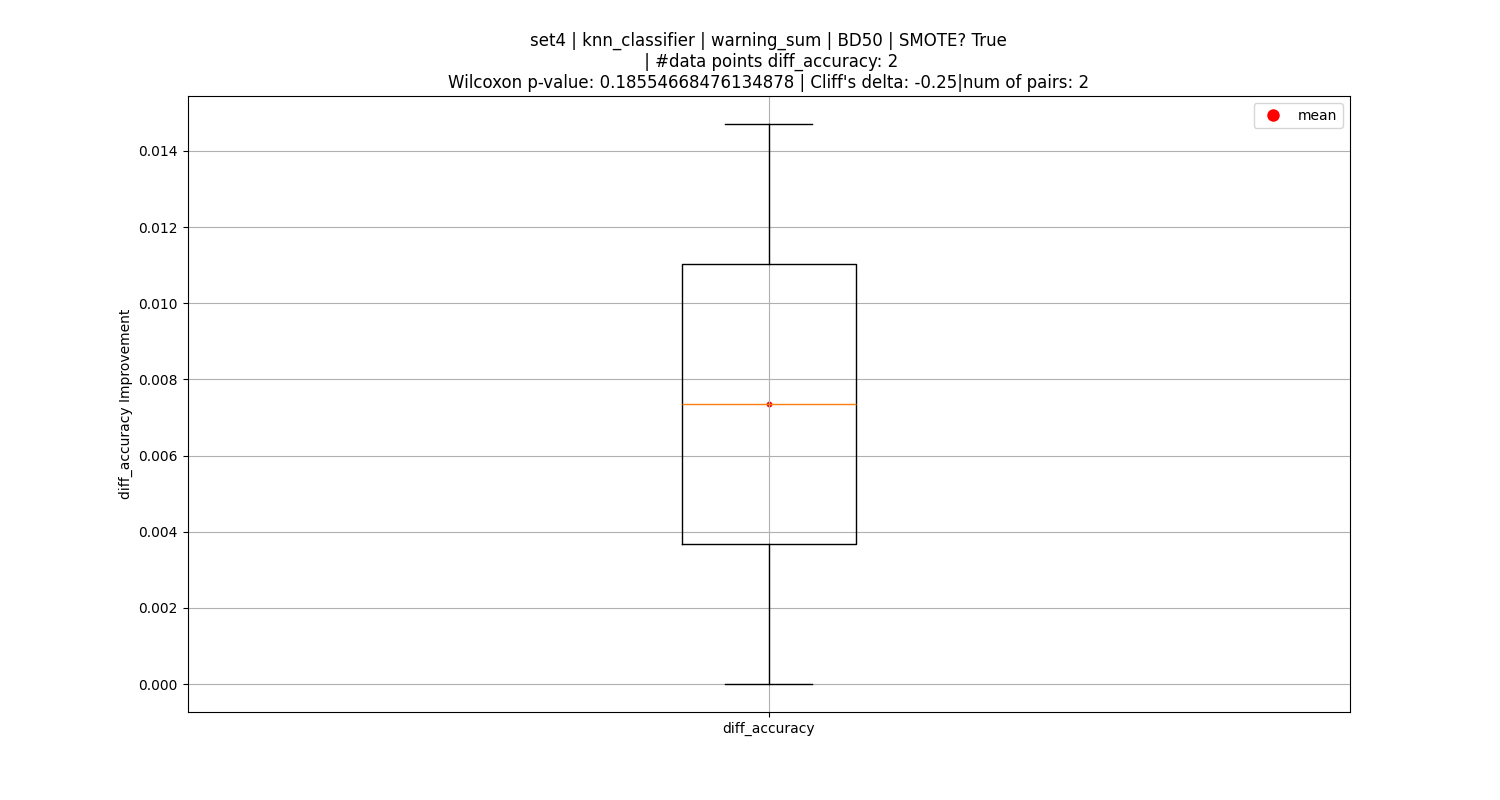 set4 | knn_classifier | warning_sum | BD50 | SMOTE? True
| #data points diff_accuracy: 2
Wilcoxon p-value: 0.18554668476134878 | Cliff's delta: -0.25|num of pairs: 2
mean
0.014
0.012
0.010
0.008
0.006
0.004
0.002
0.000
diff_accuracy Improvement
diff_accuracy